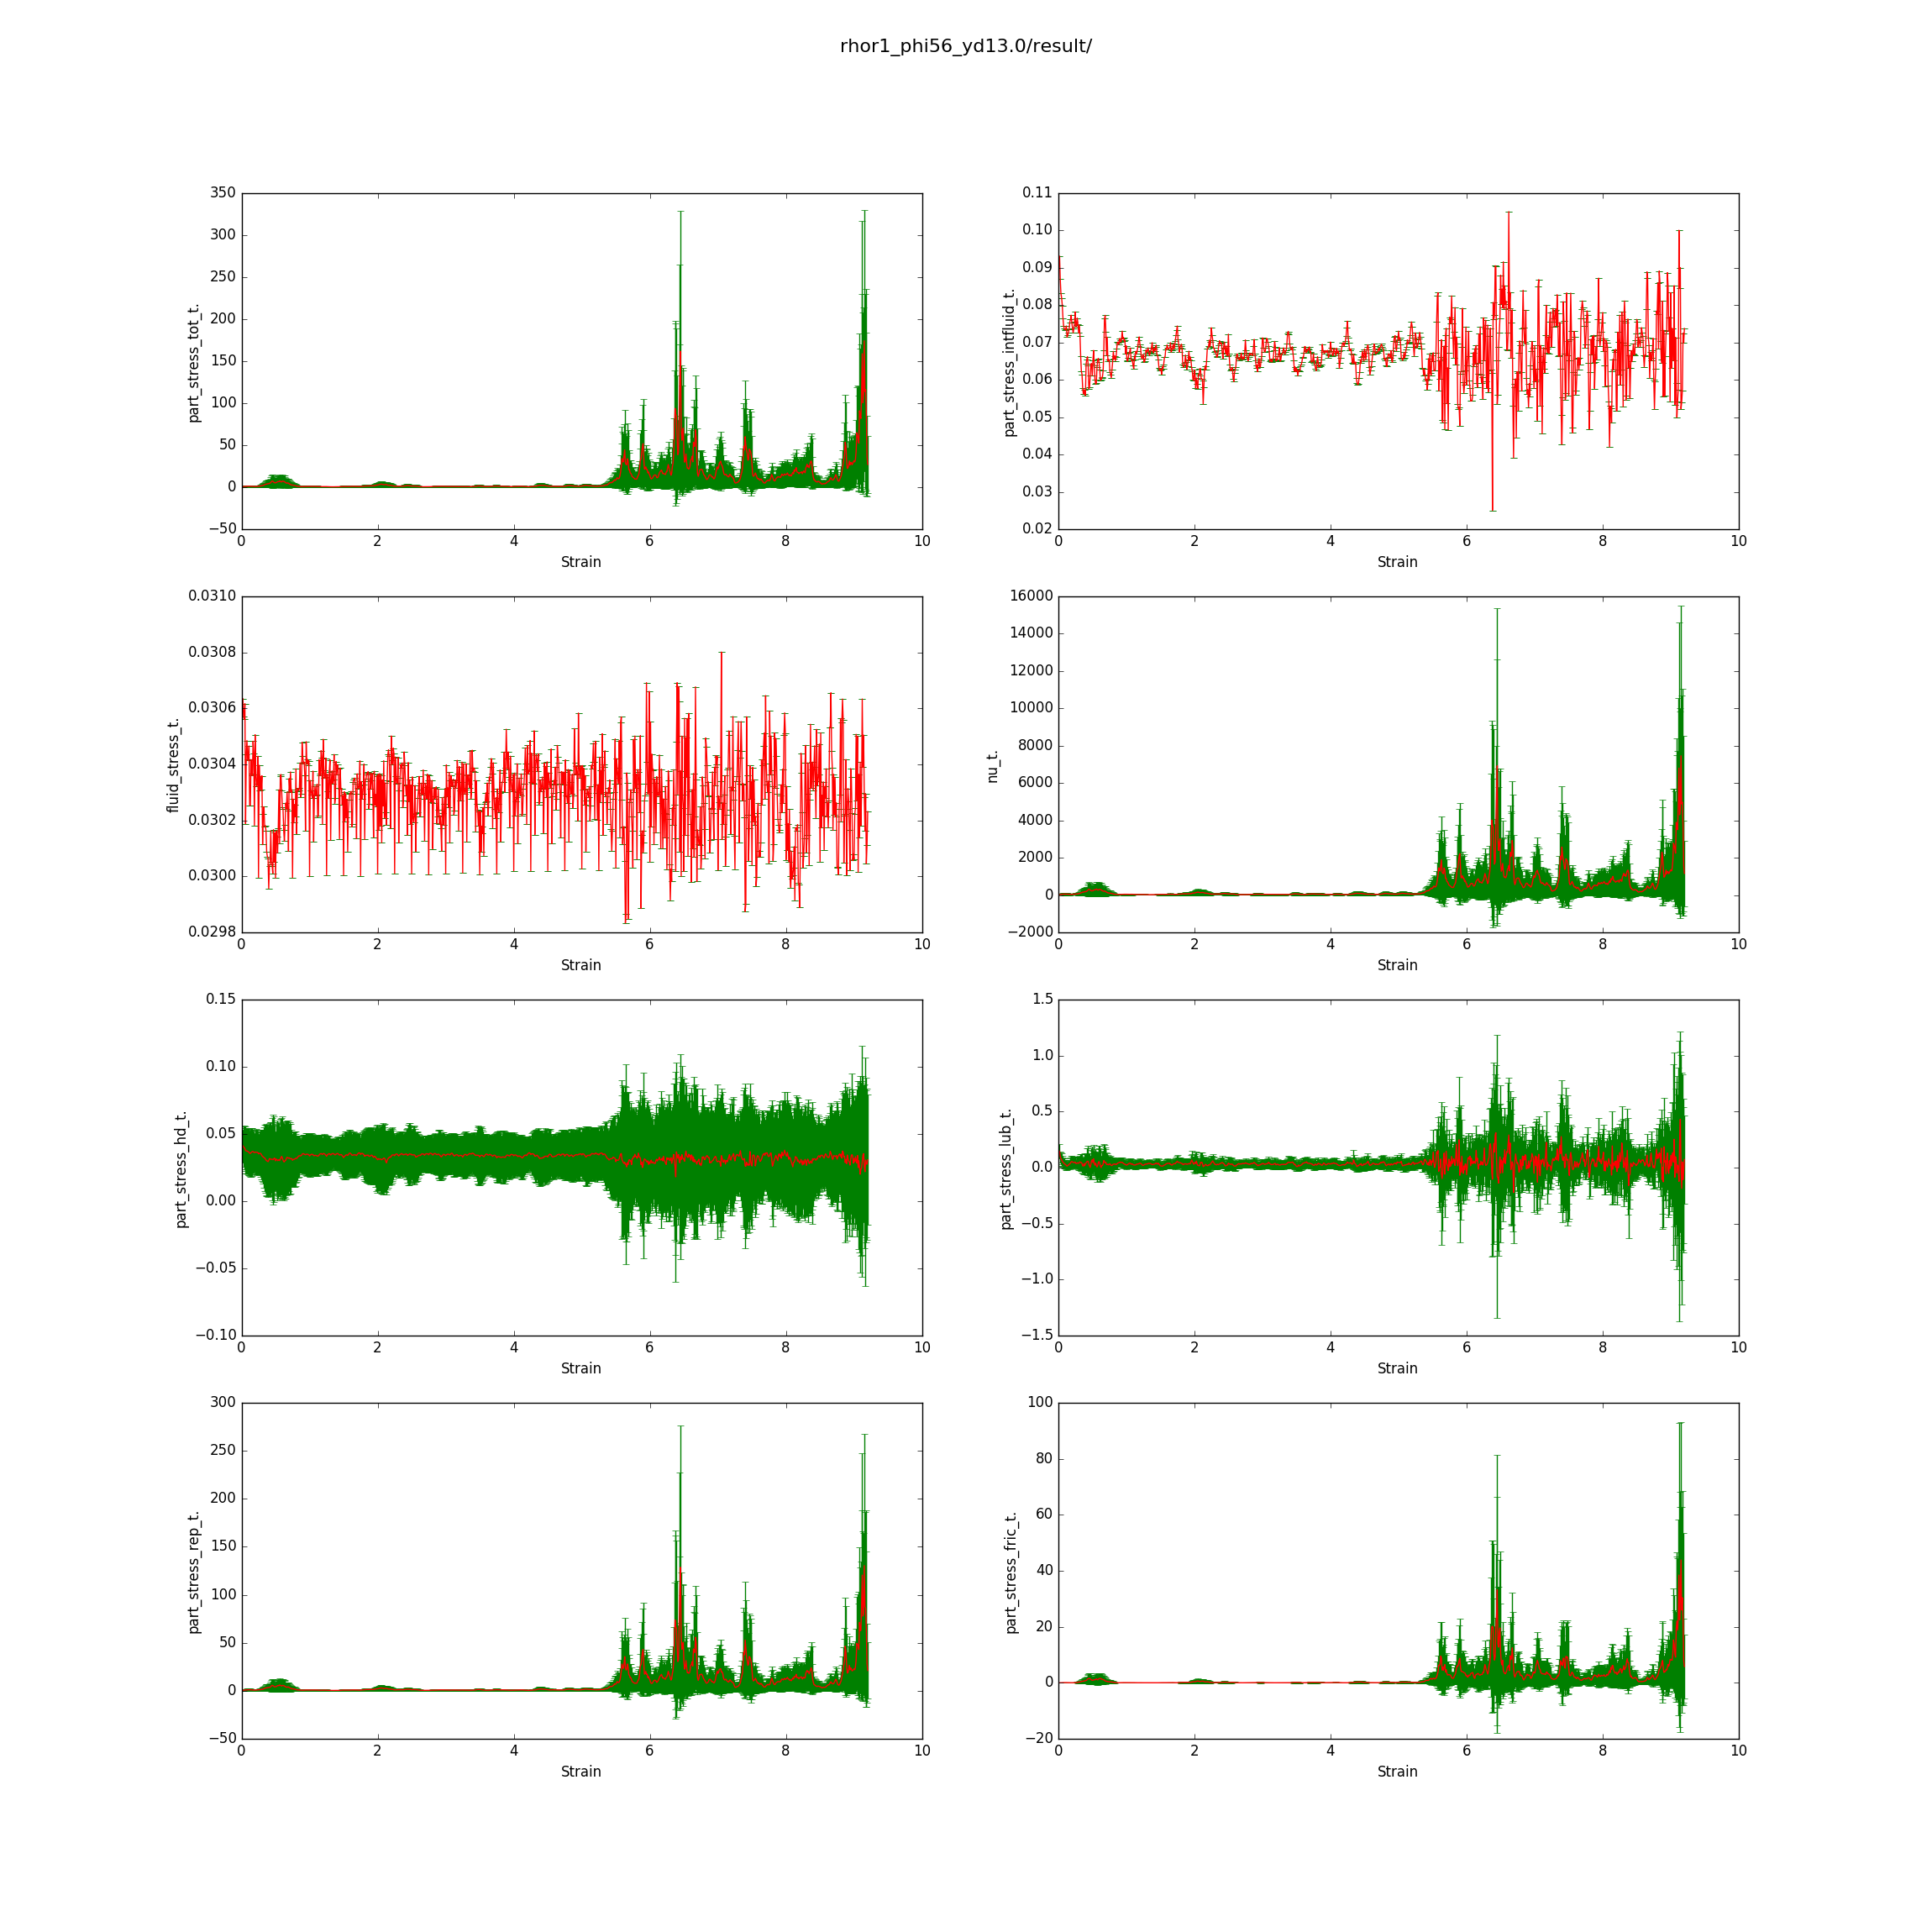 rhor1_phi56_yd13.0/result/
350
300
250
200
150
100
50
0
−50
part_stress_tot_t.
0 2 4 6 8 10
Strain
0.11
0.10
0.09
0.08
0.07
0.06
0.05
0.04
0.03
0.02
part_stress_intfluid_t.
0 2 4 6 8 10
Strain
0.0310
0.0308
0.0306
0.0304
0.0302
0.0300
0.0298
fluid_stress_t.
0 2 4 6 8 10
Strain
16000
14000
12000
10000
8000
6000
4000
2000
0
−2000
nu_t.
0 2 4 6 8 10
Strain
0.15
0.10
0.05
0.00
−0.05
−0.10
part_stress_hd_t.
0 2 4 6 8 10
Strain
1.5
1.0
0.5
0.0
−0.5
−1.0
−1.5
part_stress_lub_t.
0 2 4 6 8 10
Strain
300
250
200
150
100
50
0
−50
part_stress_rep_t.
0 2 4 6 8 10
Strain
100
80
60
40
20
0
−20
part_stress_fric_t.
0 2 4 6 8 10
Strain